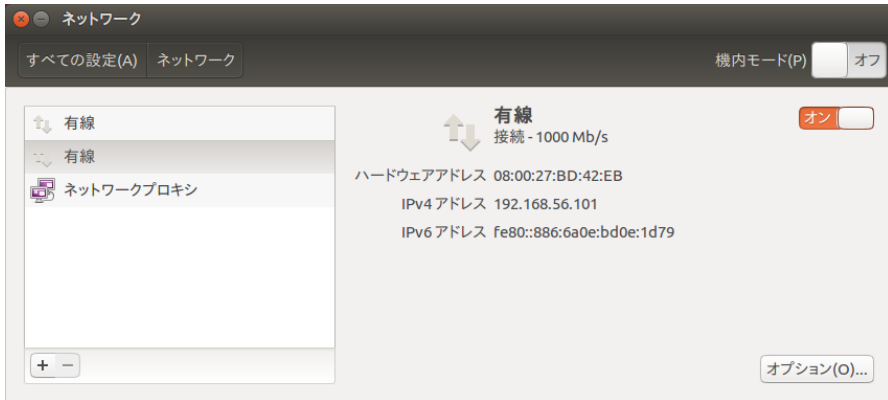 ネットワーク
すべての設定(A) ネットワーク 機内モード(P) オフ
有線
有線
ネットワークプロキシ
有線
接続 - 1000 Mb/s
オン
ハードウェアアドレス 08:00:27:BD:42:EB
IPv4 アドレス 192.168.56.101
IPv6 アドレス fe80::886:6a0e:bd0e:1d79
+ −
オプション(O)...